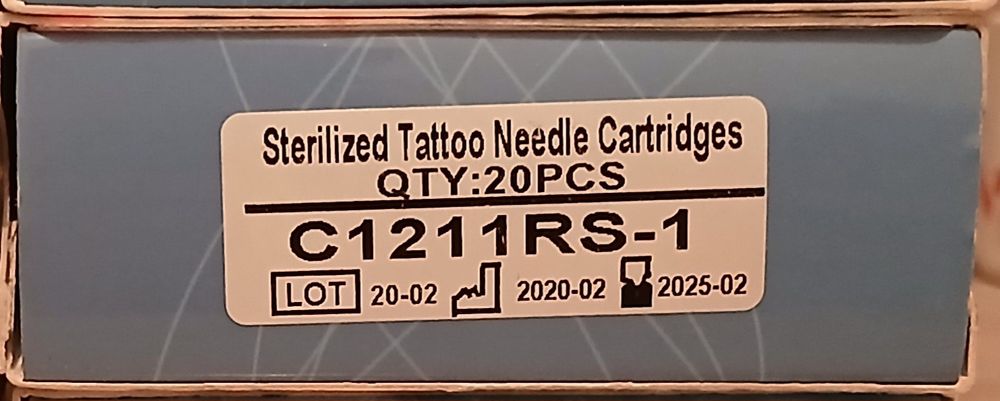 Sterilized Tattoo Needle Cartridges
QTY:20PCS
C1211RS-1
LOT 20-02 2020-02 2025-02